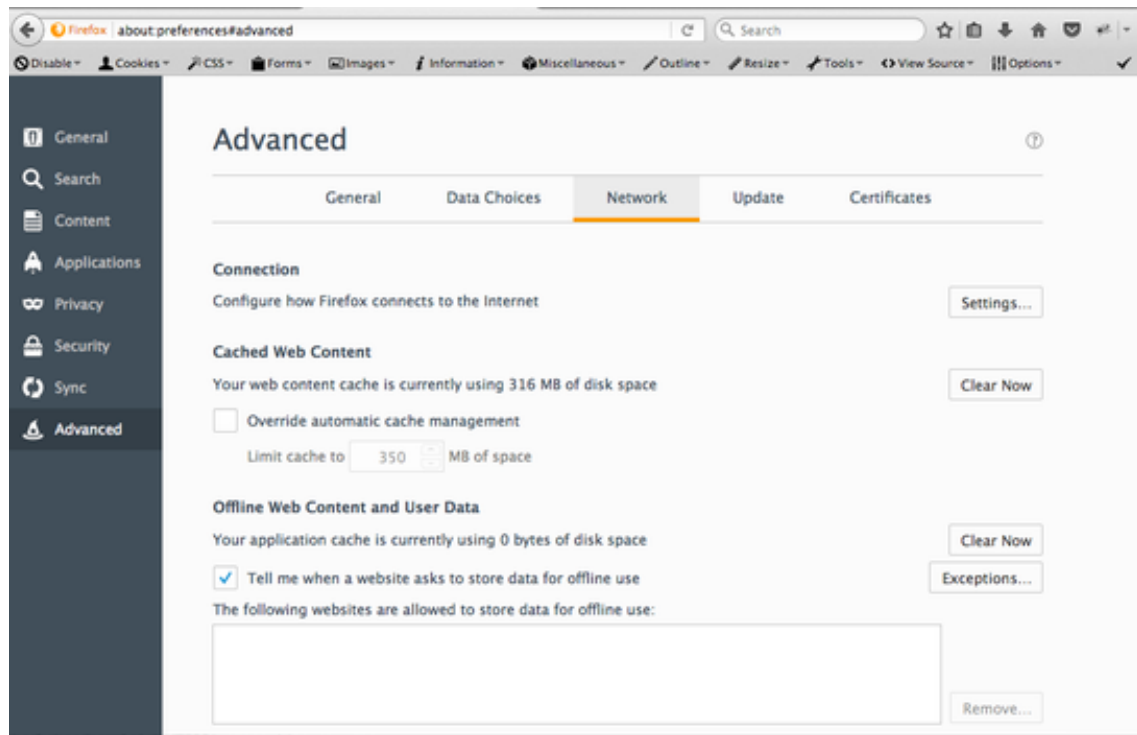 Firefox about:preferences#advanced Search
Disable Cookies CSS Forms Images Information Miscellaneous Outline Resize Tools View Source Options
General
Search
Content
Applications
Privacy
Security
Sync
Advanced
Advanced
General Data Choices Network Update Certificates
Connection
Configure how Firefox connects to the Internet Settings...
Cached Web Content
Your web content cache is currently using 316 MB of disk space Clear Now
Override automatic cache management
Limit cache to 350 MB of space
Offline Web Content and User Data
Your application cache is currently using 0 bytes of disk space Clear Now
Tell me when a website asks to store data for offline use Exceptions...
The following websites are allowed to store data for offline use:
Remove...